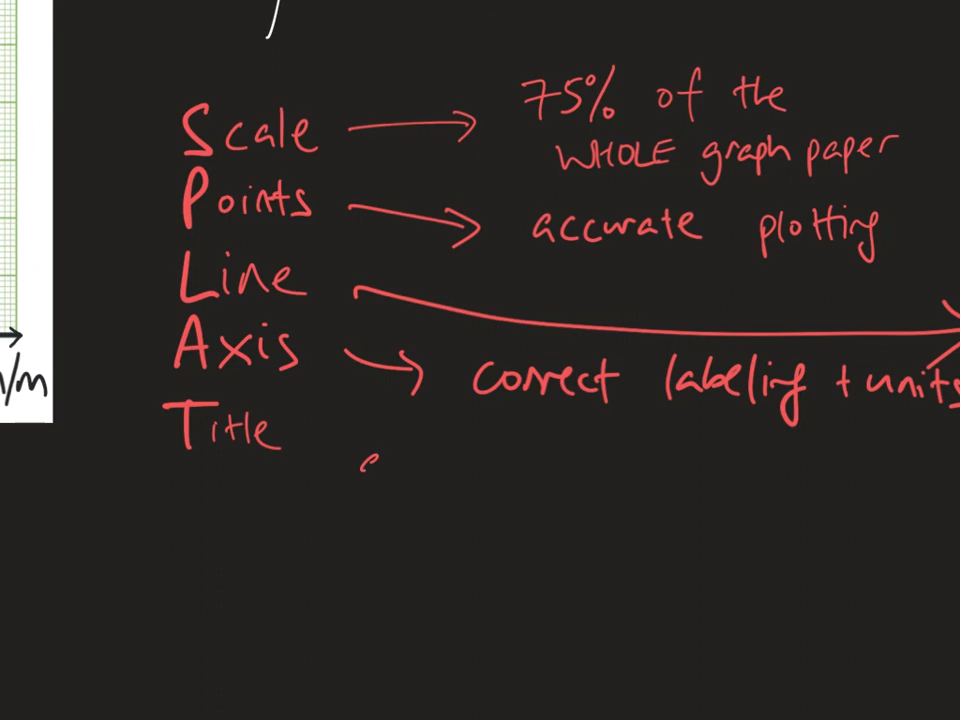 Scale → 75% of the
WHOLE graph paper
Points → accurate plotting
Line →
Axis → correct labeling + units
Title
/m